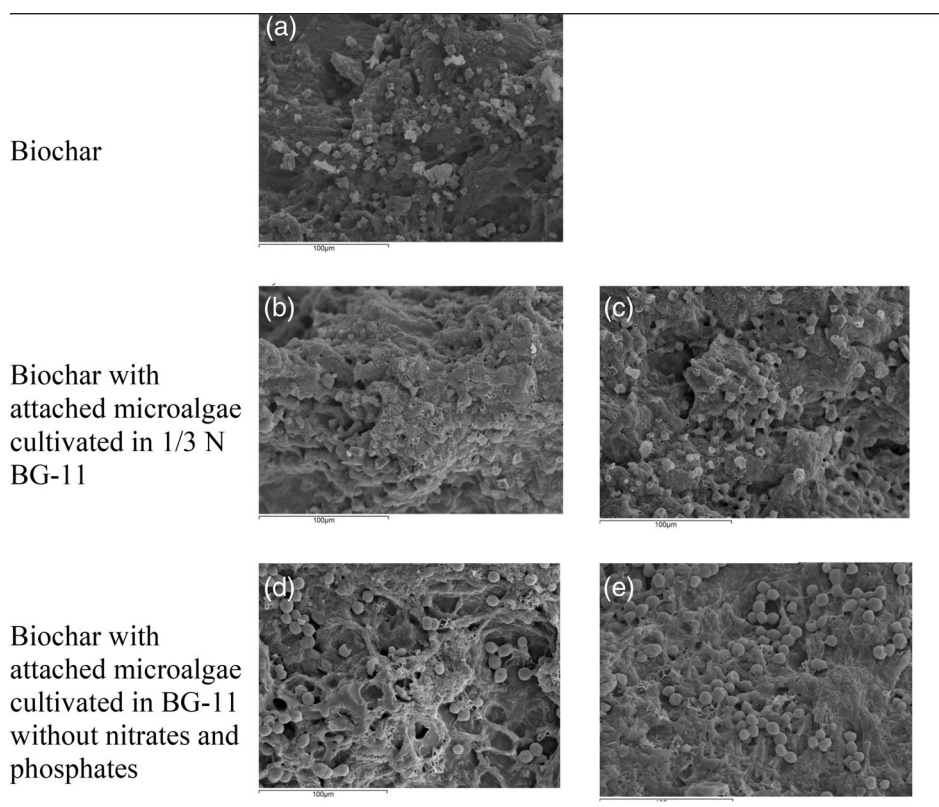 (a)
Biochar
100µm
(b)
(c)
Biochar with
attached microalgae
cultivated in 1/3 N
BG-11
100µm
100µm
(d)
(e)
Biochar with
attached microalgae
cultivated in BG-11
without nitrates and
phosphates
100µm